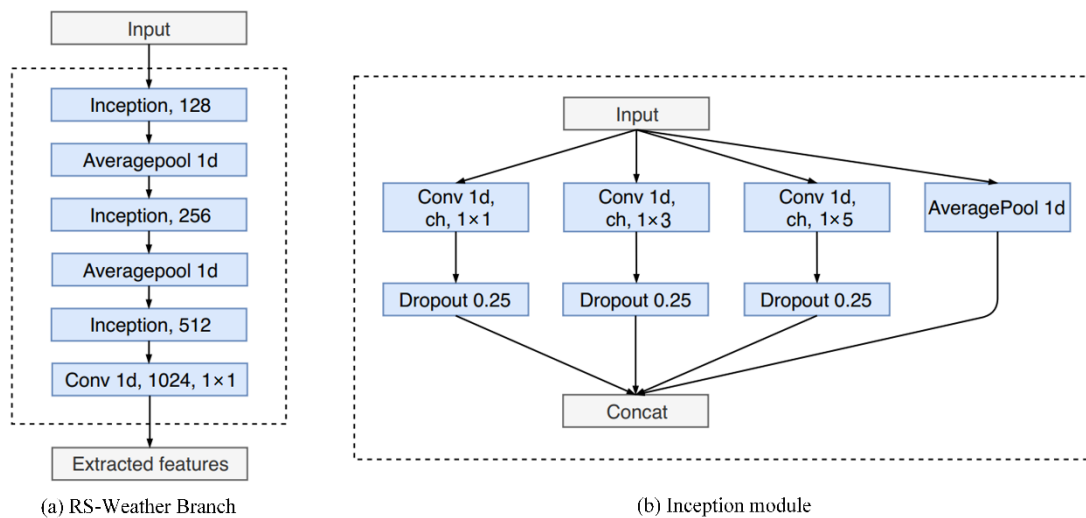 Input
Inception, 128
Averagepool 1d
Inception, 256
Averagepool 1d
Inception, 512
Conv 1d, 1024, 1×1
Extracted features
(a) RS-Weather Branch
Input
Conv 1d,
ch, 1×1
Conv 1d,
ch, 1×3
Conv 1d,
ch, 1×5
AveragePool 1d
Dropout 0.25
Dropout 0.25
Dropout 0.25
Concat
(b) Inception module